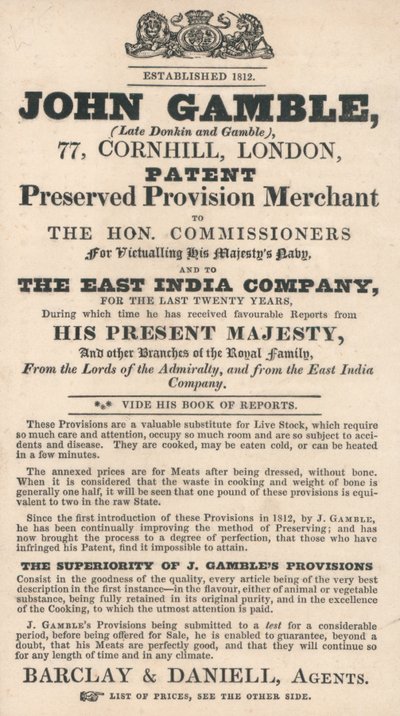 ESTABLISHED 1812.
JOHN GAMBLE,
(Late Donkin and Gamble),
77, CORNHILL, LONDON,
PATENT
Preserved Provision Merchant
TO
THE HON. COMMISSIONERS
For Victualling His Majesty's Navy,
AND TO
THE EAST INDIA COMPANY,
FOR THE LAST TWENTY YEARS,
During which time he has received favourable Reports from
HIS PRESENT MAJESTY,
And other Branches of the Royal Family,
From the Lords of the Admiralty, and from the East India
Company.
*** VIDE HIS BOOK OF REPORTS.
These Provisions are a valuable substitute for Live Stock, which require
so much care and attention, occupy so much room and are so subject to acci-
dents and disease. They are cooked, may be eaten cold, or can be heated
in a few minutes.
The annexed prices are for Meats after being dressed, without bone.
When it is considered that the waste in cooking and weight of bone is
generally one half, it will be seen that one pound of these provisions is equi-
valent to two in the raw State.
Since the first introduction of these Provisions in 1812, by J. GAMBLE,
he has been continually improving the method of Preserving; and has
now brought the process to a degree of perfection, that those who have
infringed his Patent, find it impossible to attain.
THE SUPERIORITY OF J. GAMBLE'S PROVISIONS
Consist in the goodness of the quality, every article being of the very best
description in the first instance—in the flavour, either of animal or vegetable
substance, being fully retained in its original purity, and in the excellence
of the Cooking, to which the utmost attention is paid.
J. GAMBLE'S Provisions being submitted to a test for a considerable
period, before being offered for Sale, he is enabled to guarantee, beyond a
doubt, that his Meats are perfectly good, and that they will continue so
for any length of time and in any climate.
BARCLAY & DANIELL, AGENTS.
☞ LIST OF PRICES, SEE THE OTHER SIDE.